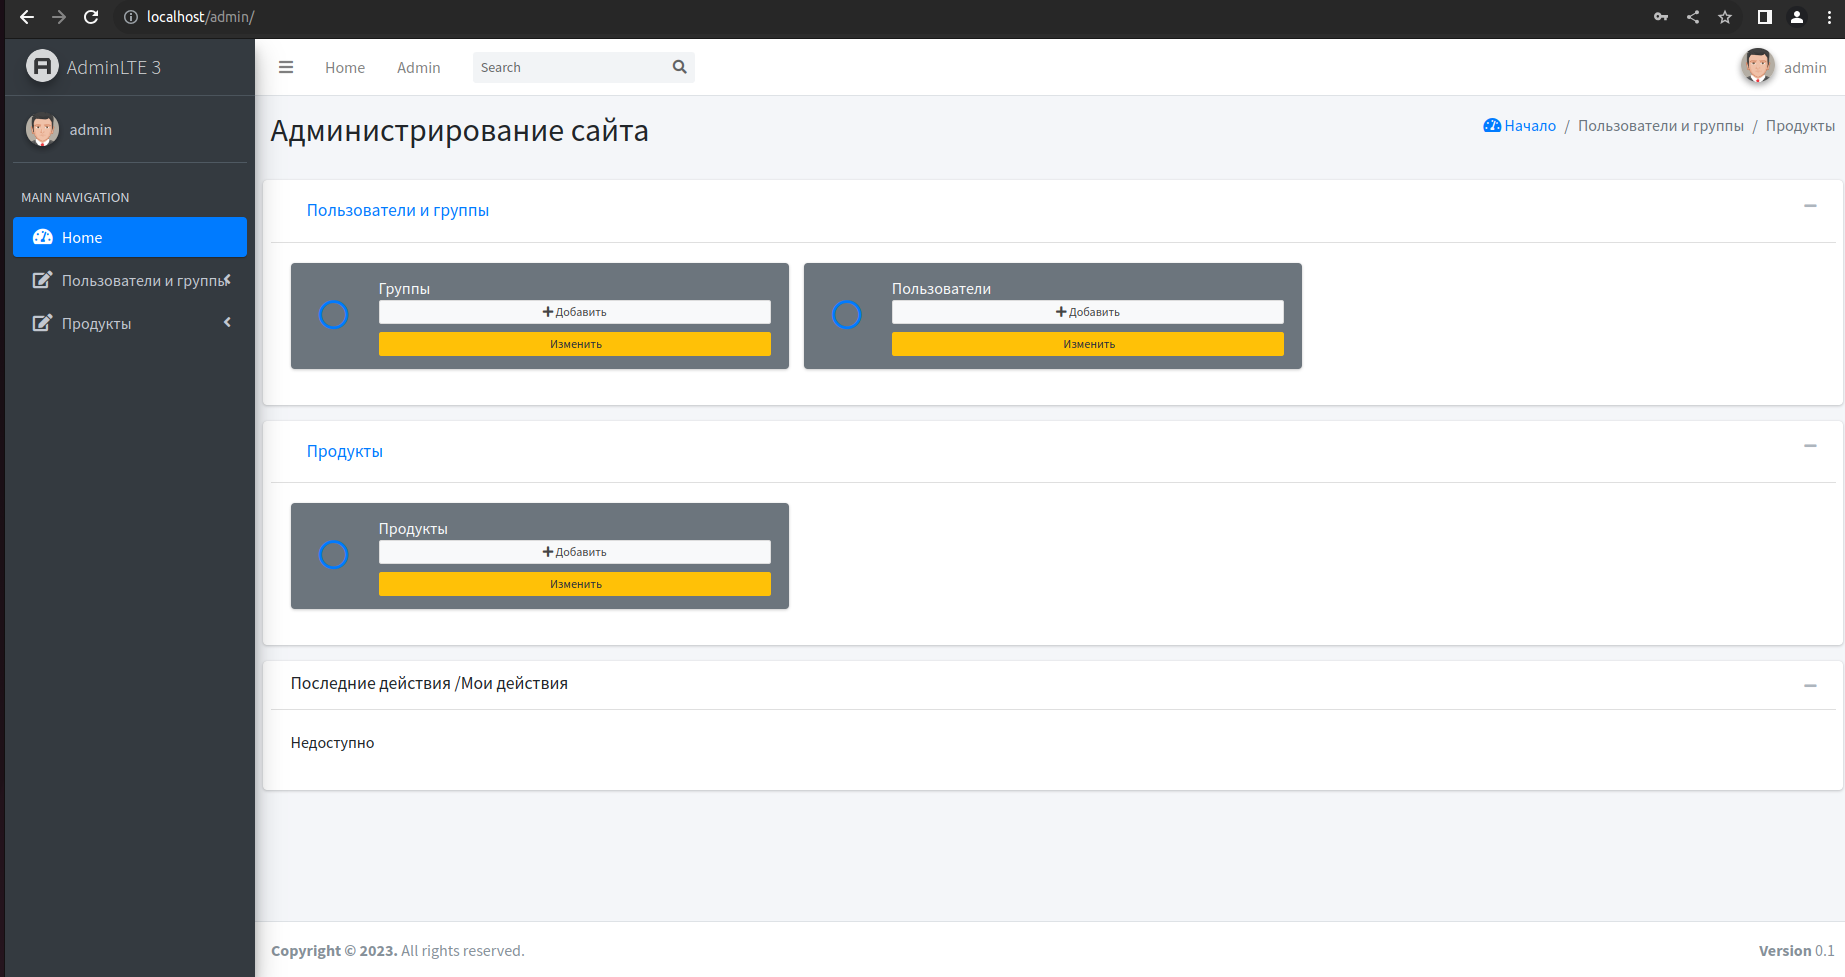 localhost/admin/
AdminLTE 3
Home Admin Search admin
admin
Администрирование сайта
Начало / Пользователи и группы / Продукты
MAIN NAVIGATION
Home
Пользователи и группы
Продукты
Пользователи и группы
Группы
Добавить
Изменить
Пользователи
Добавить
Изменить
Продукты
Продукты
Добавить
Изменить
Последние действия /Мои действия
Недоступно
Copyright © 2023. All rights reserved.
Version 0.1